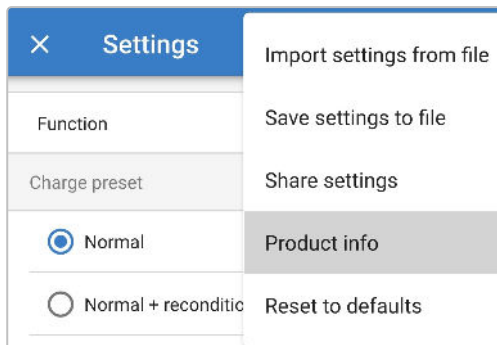 Settings
Function
Charge preset
Normal
Normal + reconditio
Import settings from file
Save settings to file
Share settings
Product info
Reset to defaults